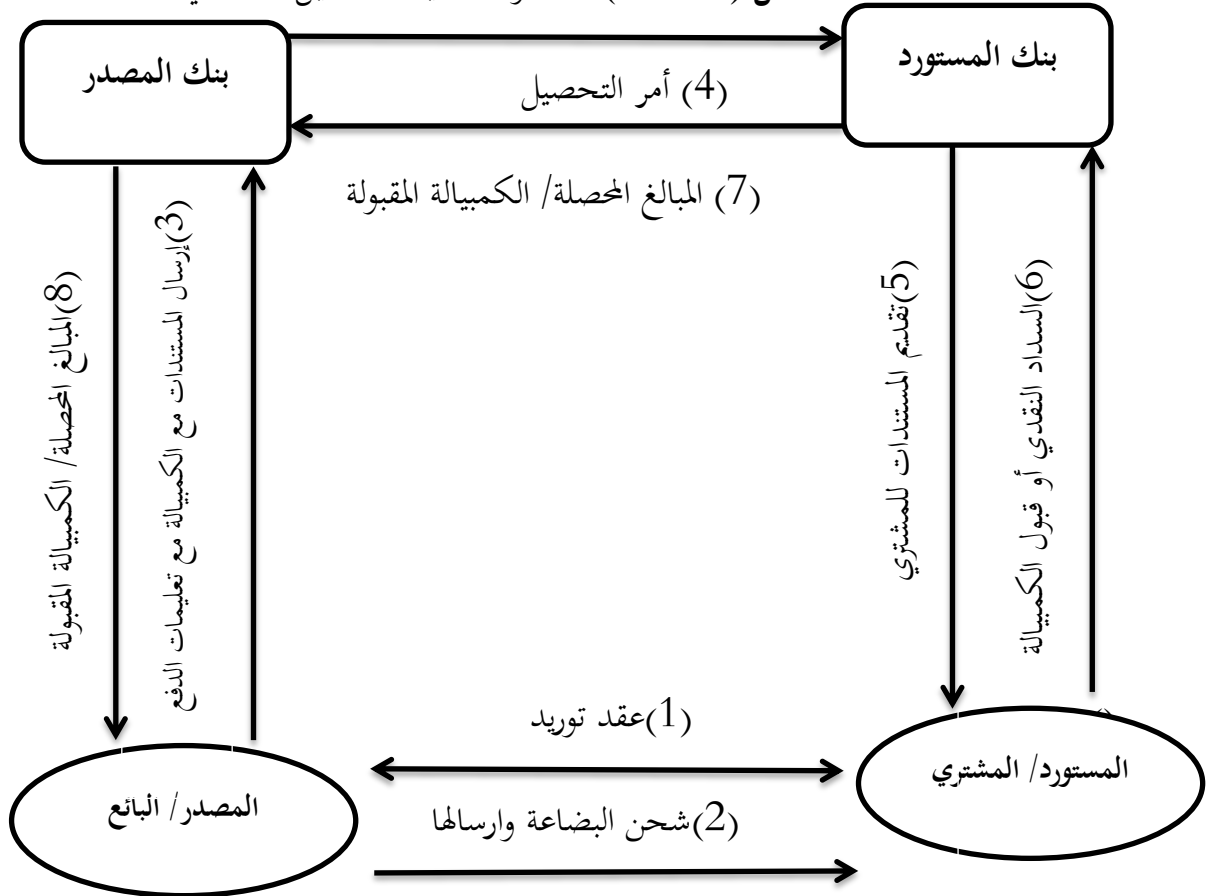 بنك المستورد
بنك المصدر
(4) أمر التحصيل
(7) المبالغ المحصلة/ الكمبيالة المقبولة
(3)إرسال المستندات مع الكمبيالة مع تعليمات الدفع
(8)المبالغ المحصلة/ الكمبيالة المقبولة
(5)تقديم المستندات للمشتري
(6)السداد النقدي أو قبول الكمبيالة
(1)عقد توريد
المستورد/ المشتري
المصدر/ البائع
(2)شحن البضاعة وارسالها